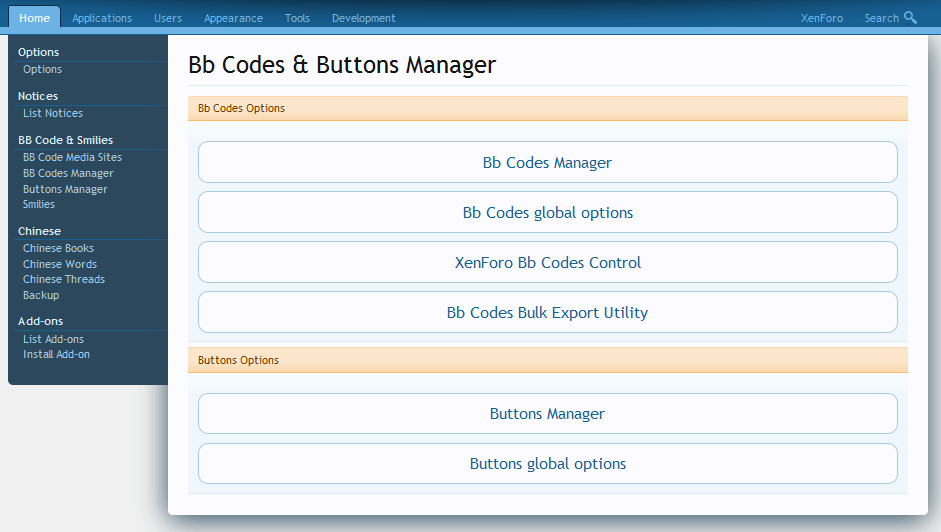 Home Applications Users Appearance Tools Development XenForo Search
Options
Options
Notices
List Notices
BB Code & Smilies
BB Code Media Sites
BB Codes Manager
Buttons Manager
Smilies
Chinese
Chinese Books
Chinese Words
Chinese Threads
Backup
Add-ons
List Add-ons
Install Add-on
Bb Codes & Buttons Manager
Bb Codes Options
Bb Codes Manager
Bb Codes global options
XenForo Bb Codes Control
Bb Codes Bulk Export Utility
Buttons Options
Buttons Manager
Buttons global options